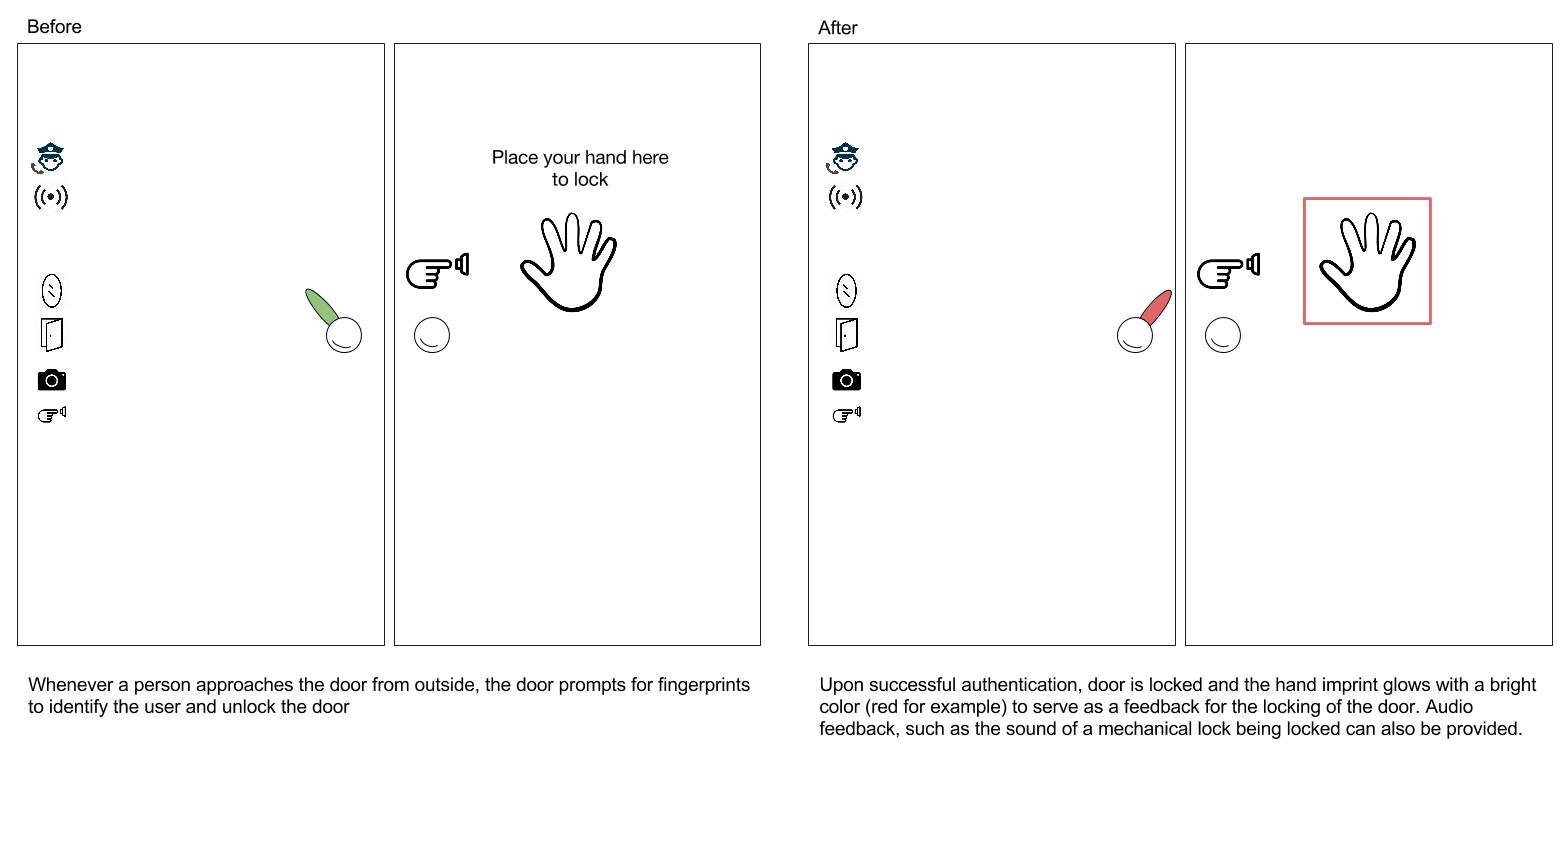 Before
Place your hand here
to lock
Whenever a person approaches the door from outside, the door prompts for fingerprints
to identify the user and unlock the door
After
Upon successful authentication, door is locked and the hand imprint glows with a bright
color (red for example) to serve as a feedback for the locking of the door. Audio
feedback, such as the sound of a mechanical lock being locked can also be provided.